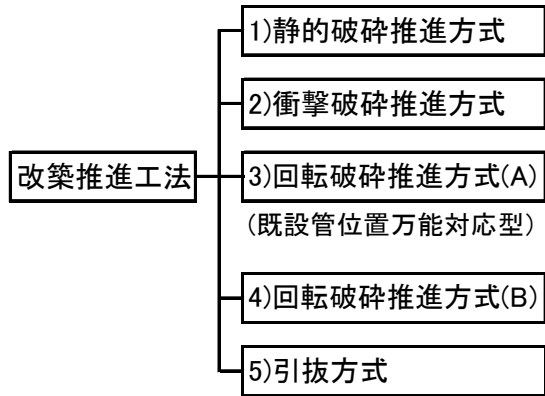 1)静的破砕推進方式
2)衝撃破砕推進方式
改築推進工法
3)回転破砕推進方式(A)
(既設管位置万能対応型)
4)回転破砕推進方式(B)
5)引抜方式